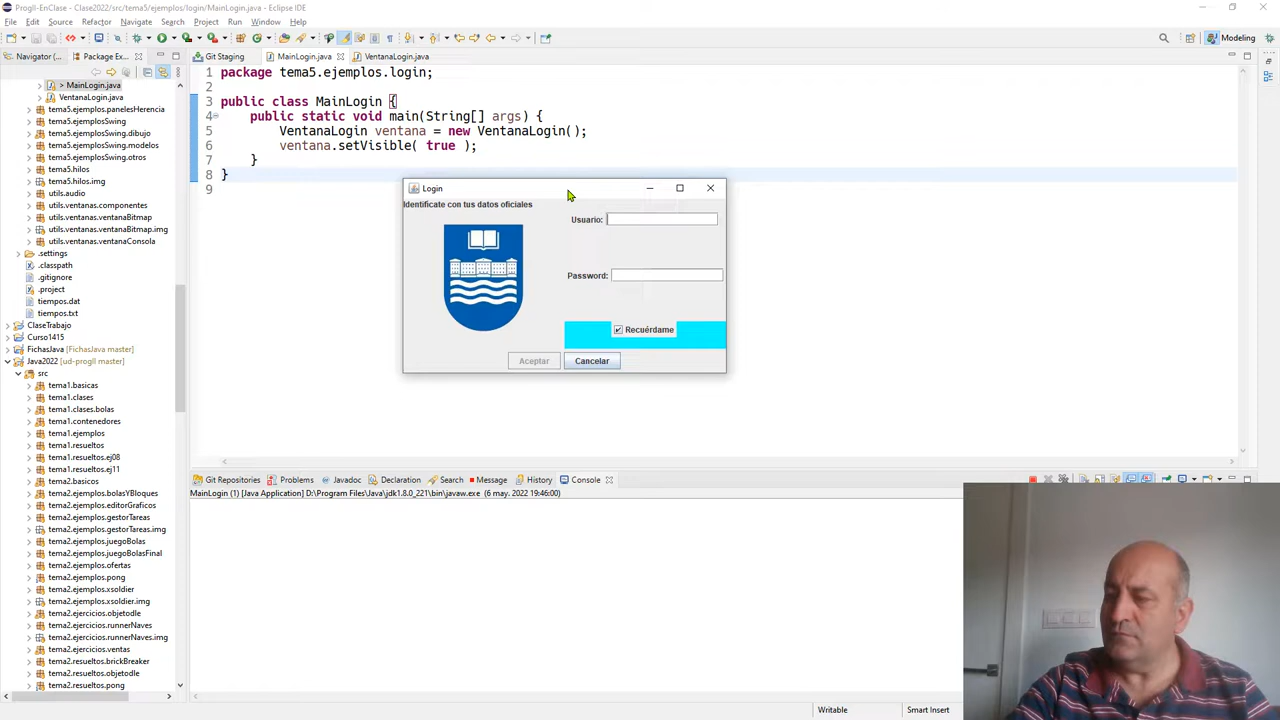 ProgII-EnClase - Clase2022/src/tema5/ejemplos/login/MainLogin.java - Eclipse IDE
File Edit Source Refactor Navigate Search Project Run Window Help
Modeling
Navigator (
Package Ex...
Git Staging
MainLogin.java
VentanaLogin.java
> MainLogin.java
VentanaLogin.java
tema5.ejemplos.panelesHerencia
tema5.ejemplosSwing
tema5.ejemplosSwing.dibujo
tema5.ejemplosSwing.modelos
tema5.ejemplosSwing.otros
tema5.hilos
tema5.hilos.img
utils.audio
utils.ventanas.componentes
utils.ventanas.ventanaBitmap
utils.ventanas.ventanaBitmap.img
utils.ventanas.ventanaConsola
.settings
.classpath
.gitignore
.project
tiempos.dat
tiempos.txt
ClaseTrabajo
Curso1415
FichasJava [FichasJava master]
Java2022 [ud-progII master]
src
tema1.basicas
tema1.clases
tema1.clases.bolas
tema1.contenedores
tema1.ejemplos
tema1.resueltos
tema1.resueltos.ej08
tema1.resueltos.ej11
tema2.basicos
tema2.ejemplos.bolasYBloques
tema2.ejemplos.editorGraficos
tema2.ejemplos.gestorTareas
tema2.ejemplos.gestorTareas.img
tema2.ejemplos.juegoBolas
tema2.ejemplos.juegoBolasFinal
tema2.ejemplos.ofertas
tema2.ejemplos.pong
tema2.ejemplos.xsoldier
tema2.ejemplos.xsoldier.img
tema2.ejercicios.objetodle
tema2.ejercicios.runnerNaves
tema2.ejercicios.runnerNaves.img
tema2.ejercicios.ventas
tema2.resueltos.brickBreaker
tema2.resueltos.objetodle
tema2.resueltos.pong
1 package tema5.ejemplos.login;
2
3 public class MainLogin {
4 public static void main(String[] args) {
5 VentanaLogin ventana = new VentanaLogin();
6 ventana.setVisible( true );
7 }
8 }
9
Login
Identificate con tus datos oficiales
Usuario:
Password:
Recuérdame
Aceptar
Cancelar
Git Repositories Problems Javadoc Declaration Search Message History Console
MainLogin (1) [Java Application] D:\Program Files\Java\jdk1.8.0_221\bin\javaw.exe (6 may. 2022 19:46:00)
Writable Smart Insert